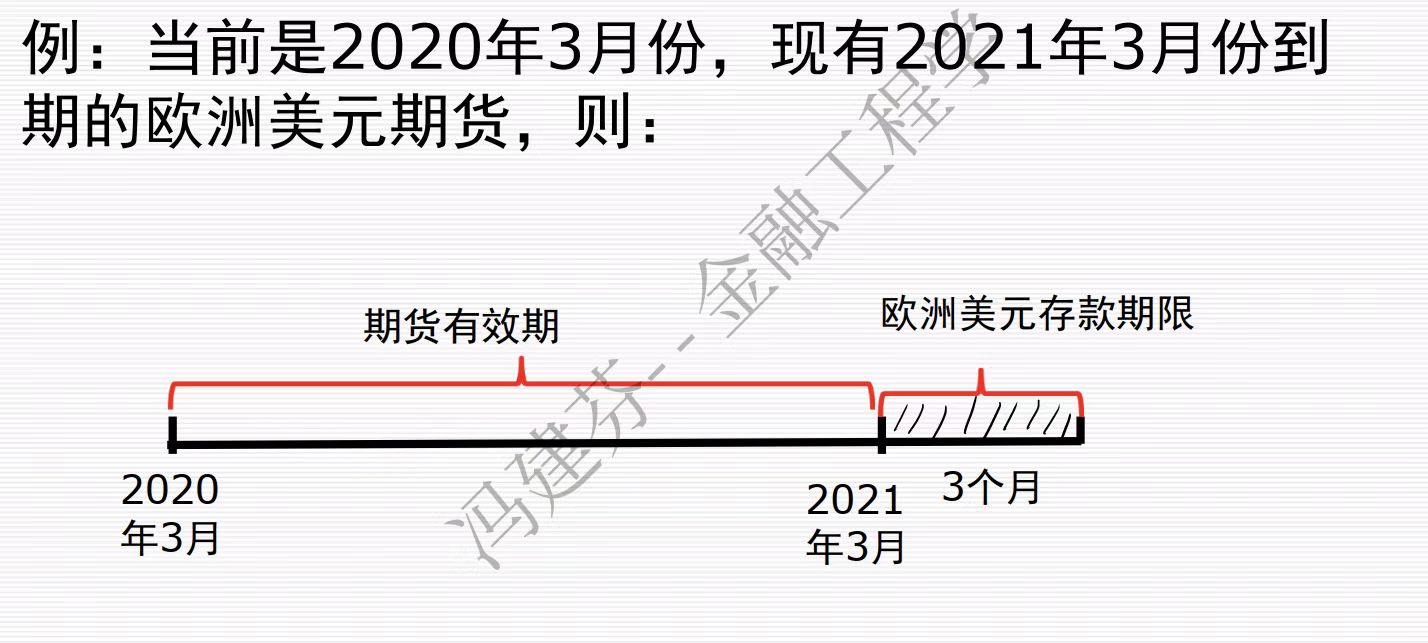 例：当前是2020年3月份，现有2021年3月份到
期的欧洲美元期货，则：
期货有效期
欧洲美元存款期限
2020
年3月
2021
年3月
3个月
冯建芬--金融工程学